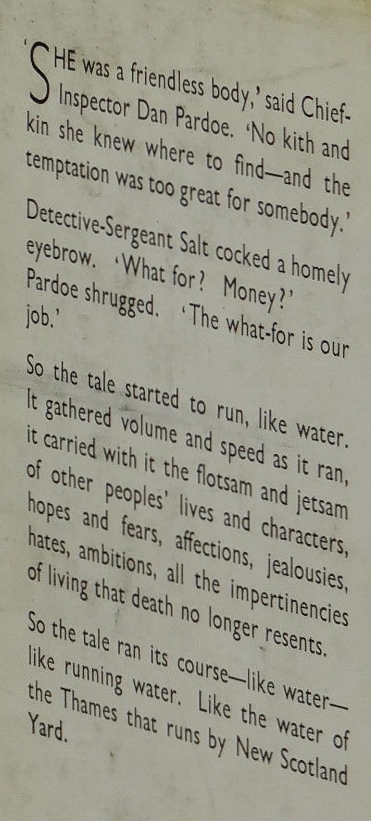 ‘SHE was a friendless body,’ said Chief-
Inspector Dan Pardoe. ‘No kith and
kin she knew where to find—and the
temptation was too great for somebody.’
Detective-Sergeant Salt cocked a homely
eyebrow. ‘What for? Money?’
Pardoe shrugged. ‘The what-for is our
job.’
So the tale started to run, like water.
It gathered volume and speed as it ran,
it carried with it the flotsam and jetsam
of other peoples’ lives and characters,
hopes and fears, affections, jealousies,
hates, ambitions, all the impertinencies
of living that death no longer resents.
So the tale ran its course—like water—
like running water. Like the water of
the Thames that runs by New Scotland
Yard.